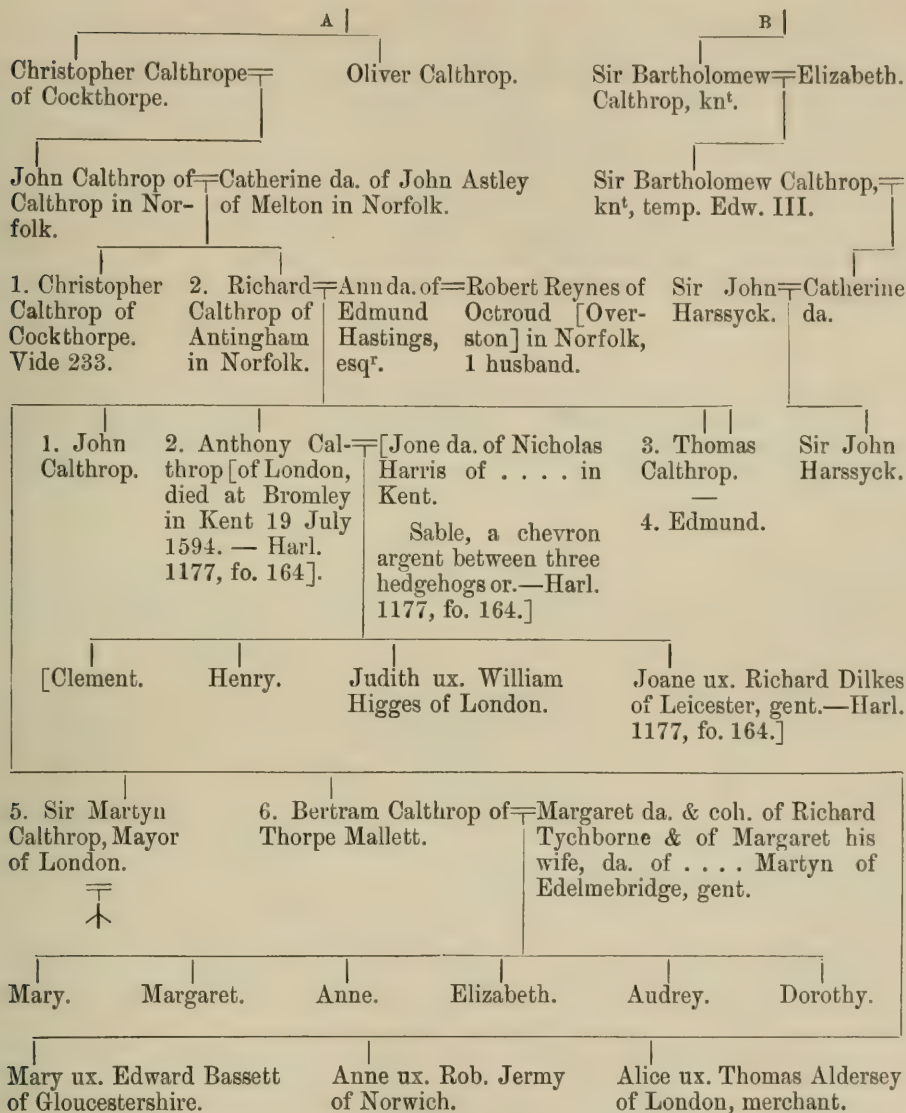 A
B
Christopher Calthrope
of Cockthorpe.
Oliver Calthrop.
Sir Bartholomew
Calthrop, knᵗ.
Elizabeth.
John Calthrop of
Calthrop in Nor-
folk.
Catherine da. of John Astley
of Melton in Norfolk.
Sir Bartholomew Calthrop,
knᵗ, temp. Edw. III.
1. Christopher
Calthrop of
Cockthorpe.
Vide 233.
2. Richard
Calthrop of
Antingham
in Norfolk.
Ann da. of
Edmund
Hastings,
esqʳ.
Robert Reynes of
Octroud [Over-
ston] in Norfolk,
1 husband.
Sir John
Harssyck.
Catherine
da.
1. John
Calthrop.
2. Anthony Cal-
throp [of London,
died at Bromley
in Kent 19 July
1594. — Harl.
1177, fo. 164].
[Jone da. of Nicholas
Harris of . . . . in
Kent.
Sable, a chevron
argent between three
hedgehogs or.—Harl.
1177, fo. 164.]
3. Thomas
Calthrop.
—
4. Edmund.
Sir John
Harssyck.
[Clement.
Henry.
Judith ux. William
Higges of London.
Joane ux. Richard Dilkes
of Leicester, gent.—Harl.
1177, fo. 164.]
5. Sir Martyn
Calthrop, Mayor
of London.
6. Bertram Calthrop of
Thorpe Mallett.
Margaret da. & coh. of Richard
Tychborne & of Margaret his
wife, da. of . . . . Martyn of
Edelmebridge, gent.
Mary.
Margaret.
Anne.
Elizabeth.
Audrey.
Dorothy.
Mary ux. Edward Bassett
of Gloucestershire.
Anne ux. Rob. Jermy
of Norwich.
Alice ux. Thomas Aldersey
of London, merchant.